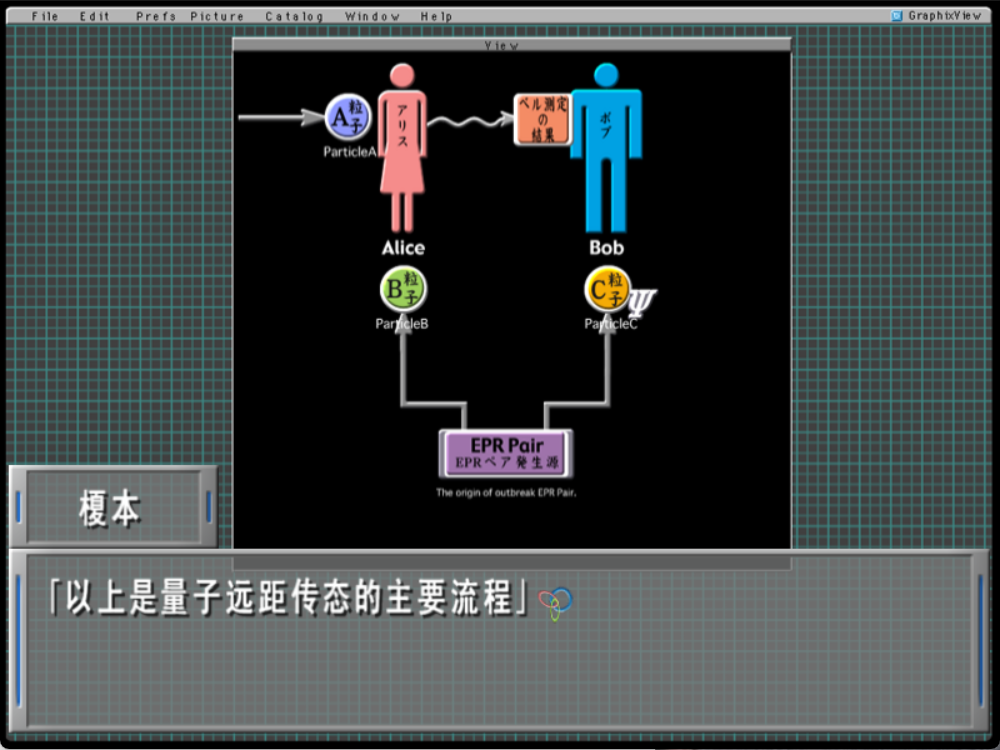 File Edit Prefs Picture Catalog Window Help GraphixView
View
A粒子
ParticleA
アリス
ベル測定
の
結果
ボブ
Alice
Bob
B粒子
ParticleB
C粒子
Ψ
ParticleC
EPR Pair
EPRペア発生源
The origin of outbreak EPR Pair.
榎本
「以上是量子远距传态的主要流程」